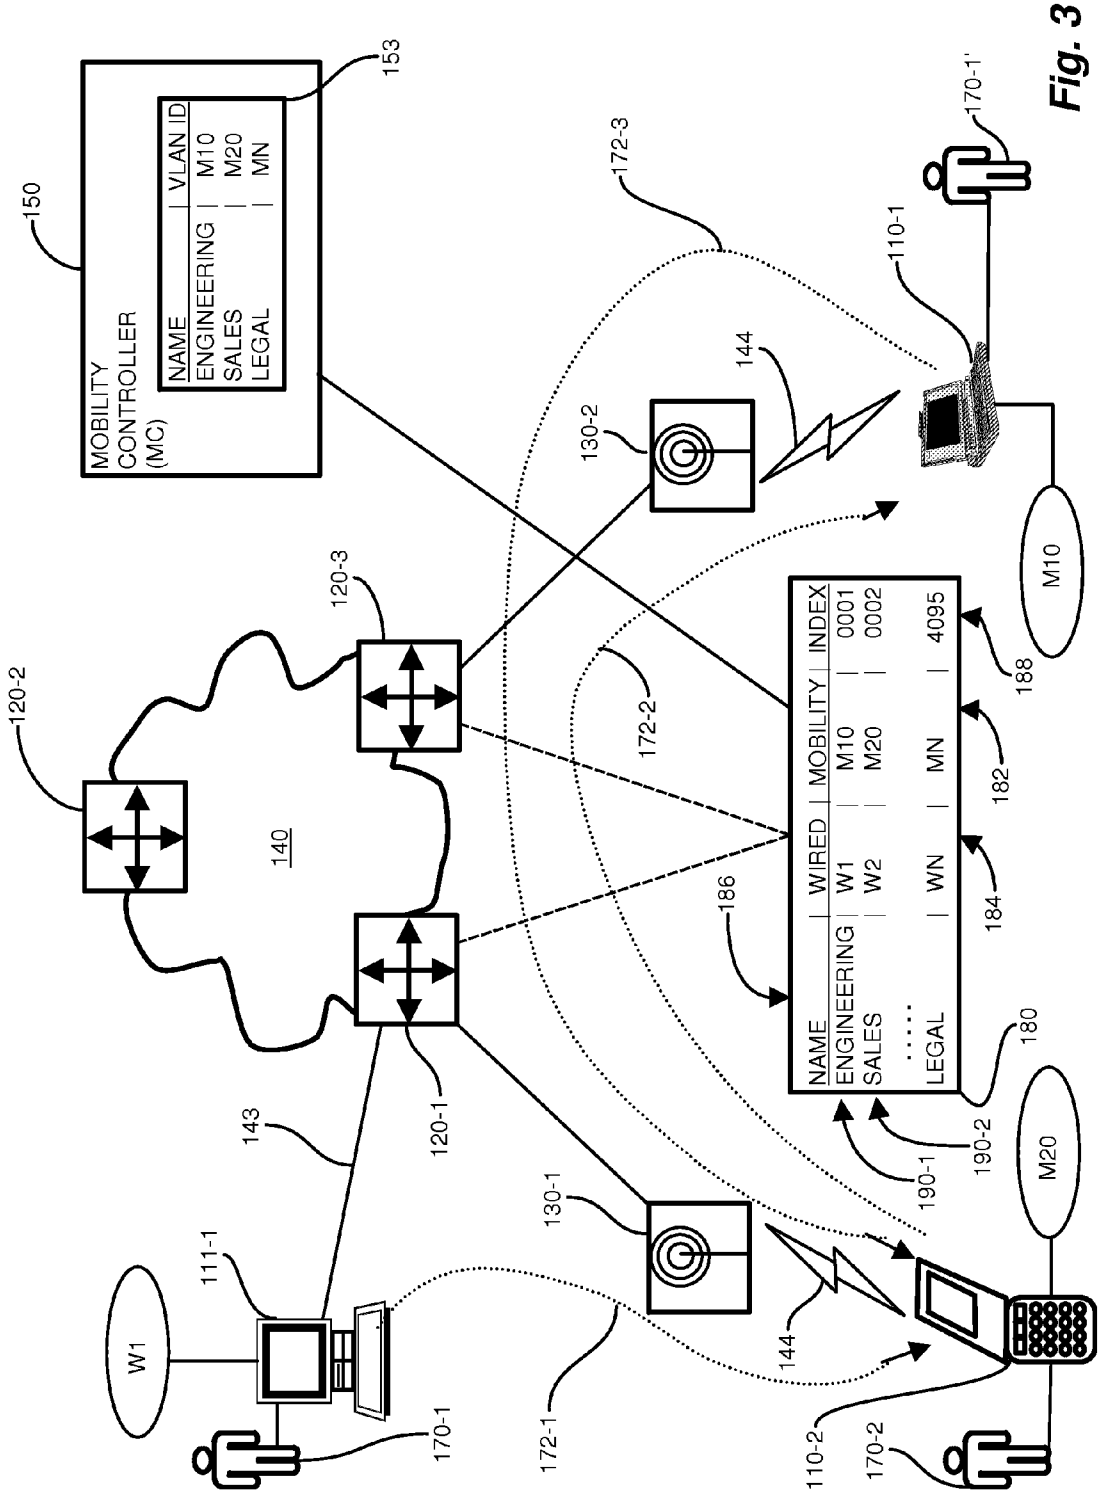 150
MOBILITY
CONTROLLER
(MC)
NAME | VLAN ID
ENGINEERING | M10
SALES | M20
LEGAL | MN
153
120-2
140
120-3
120-1
143
W1
111-1
170-1
172-1
130-1
144
130-2
144
172-3
172-2
110-1
170-1'
186
NAME | WIRED | MOBILITY | INDEX
ENGINEERING | W1 | M10 | 0001
SALES | W2 | M20 | 0002
.....
LEGAL | WN | MN | 4095
190-1
190-2
180
184
182
188
110-2
170-2
M20
M10
Fig. 3